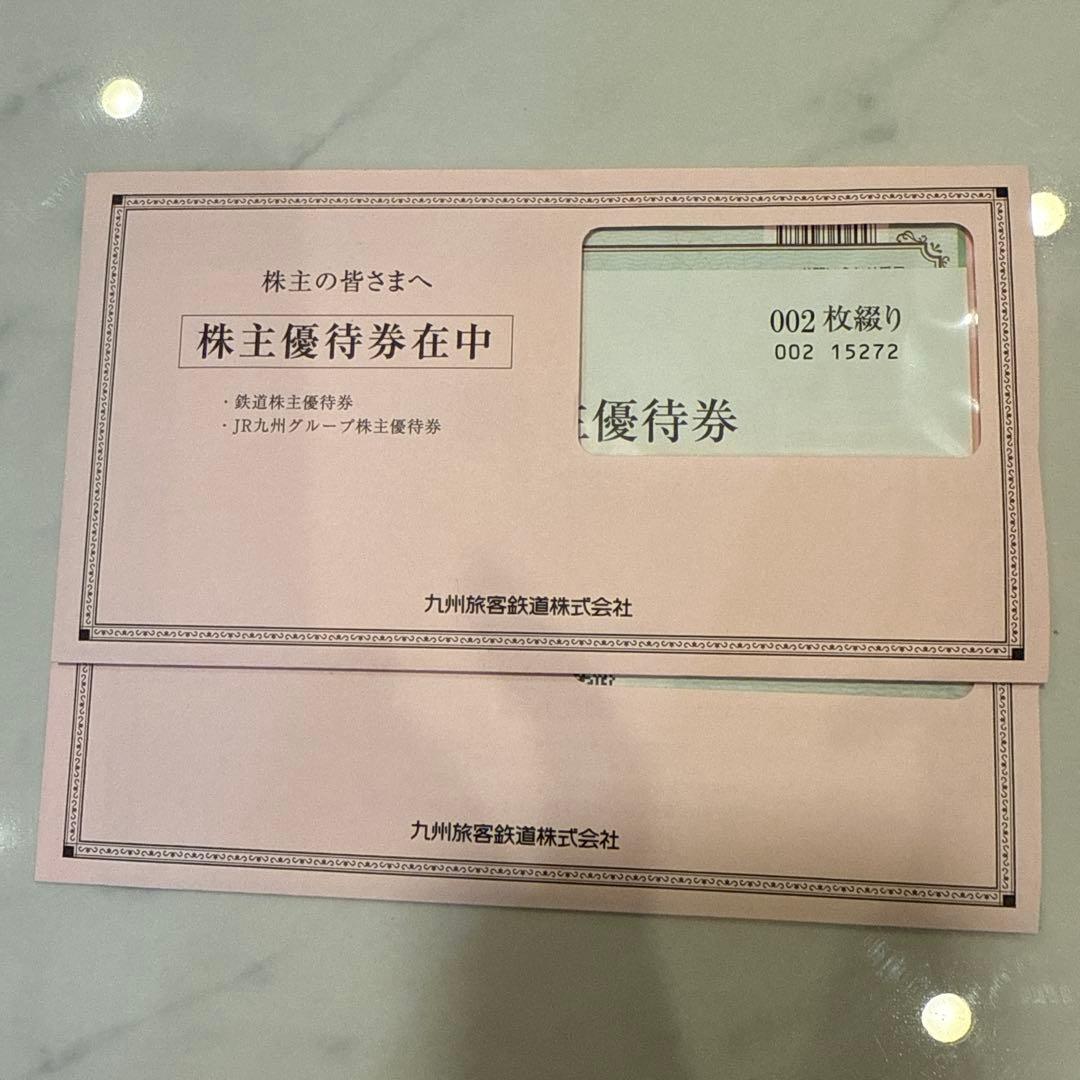 株主の皆さまへ
株主優待券在中
・鉄道株主優待券
・JR九州グループ株主優待券
002枚綴り
002 15272
優待券
九州旅客鉄道株式会社
九州旅客鉄道株式会社